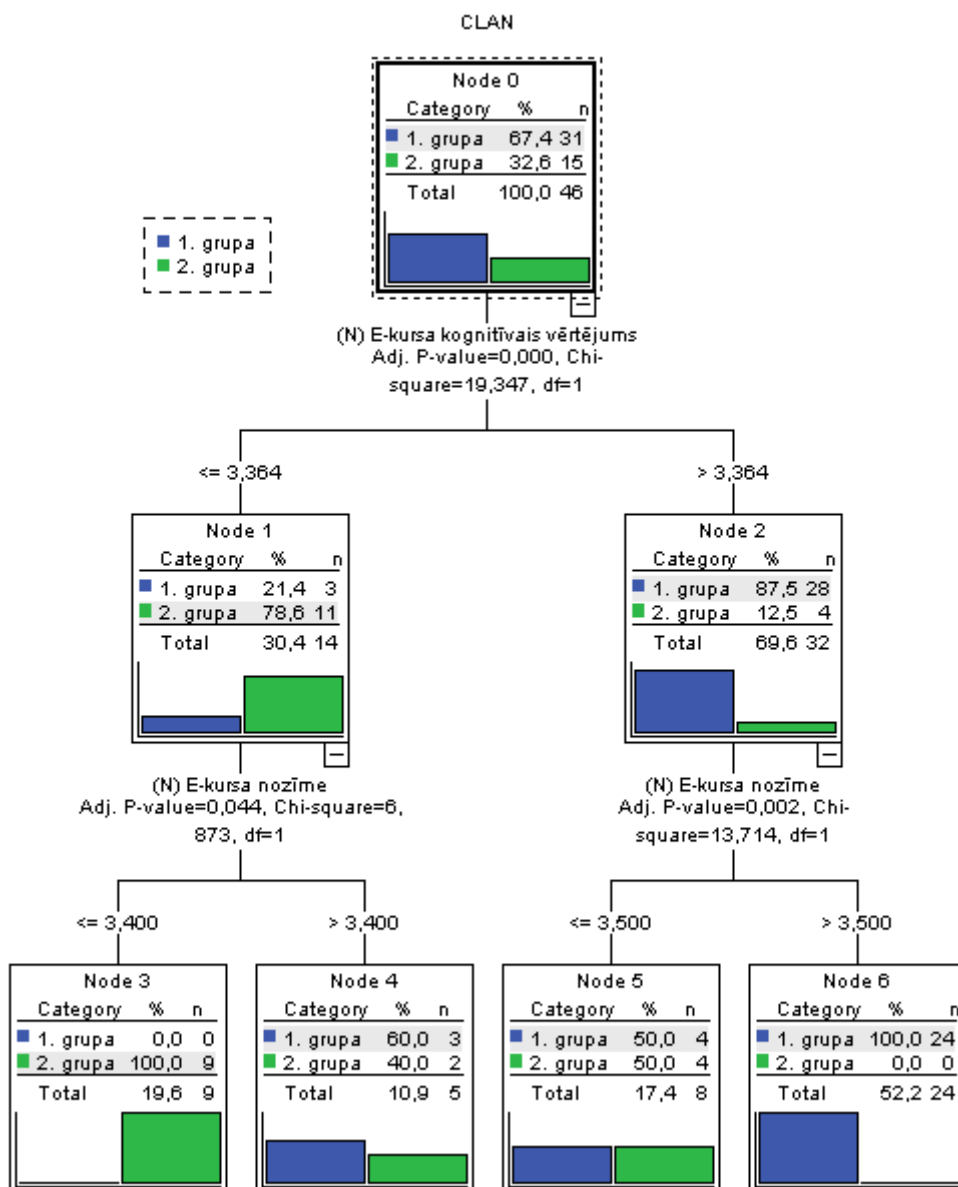 CLAN
Node 0
Category % n
1. grupa 67,4 31
2. grupa 32,6 15
Total 100,0 46
1. grupa
2. grupa
(N) E-kursa kognitīvais vērtējums
Adj. P-value=0,000, Chi-
square=19,347, df=1
<= 3,364
> 3,364
Node 1
Category % n
1. grupa 21,4 3
2. grupa 78,6 11
Total 30,4 14
Node 2
Category % n
1. grupa 87,5 28
2. grupa 12,5 4
Total 69,6 32
(N) E-kursa nozīme
Adj. P-value=0,044, Chi-square=6,
873, df=1
(N) E-kursa nozīme
Adj. P-value=0,002, Chi-
square=13,714, df=1
<= 3,400
> 3,400
<= 3,500
> 3,500
Node 3
Category % n
1. grupa 0,0 0
2. grupa 100,0 9
Total 19,6 9
Node 4
Category % n
1. grupa 60,0 3
2. grupa 40,0 2
Total 10,9 5
Node 5
Category % n
1. grupa 50,0 4
2. grupa 50,0 4
Total 17,4 8
Node 6
Category % n
1. grupa 100,0 24
2. grupa 0,0 0
Total 52,2 24